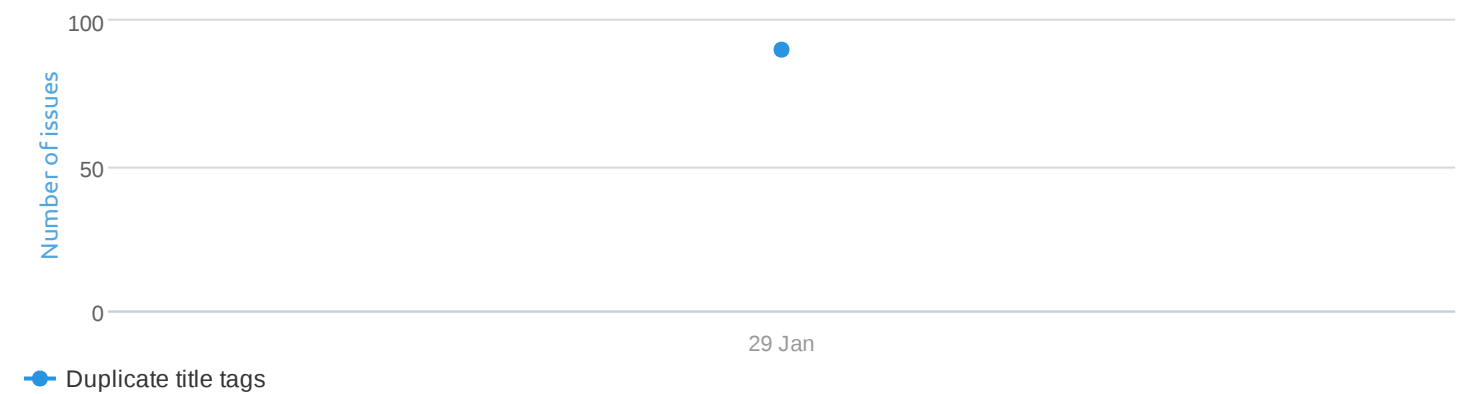 100
Number of issues
50
0
29 Jan
Duplicate title tags